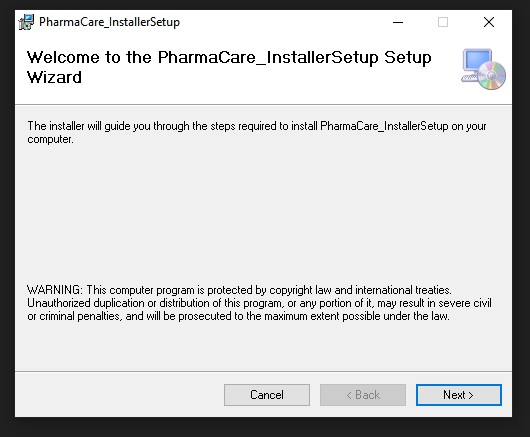 PharmaCare_InstallerSetup
Welcome to the PharmaCare_InstallerSetup Setup
Wizard
The installer will guide you through the steps required to install PharmaCare_InstallerSetup on your
computer.
WARNING: This computer program is protected by copyright law and international treaties.
Unauthorized duplication or distribution of this program, or any portion of it, may result in severe civil
or criminal penalties, and will be prosecuted to the maximum extent possible under the law.
Cancel < Back Next >